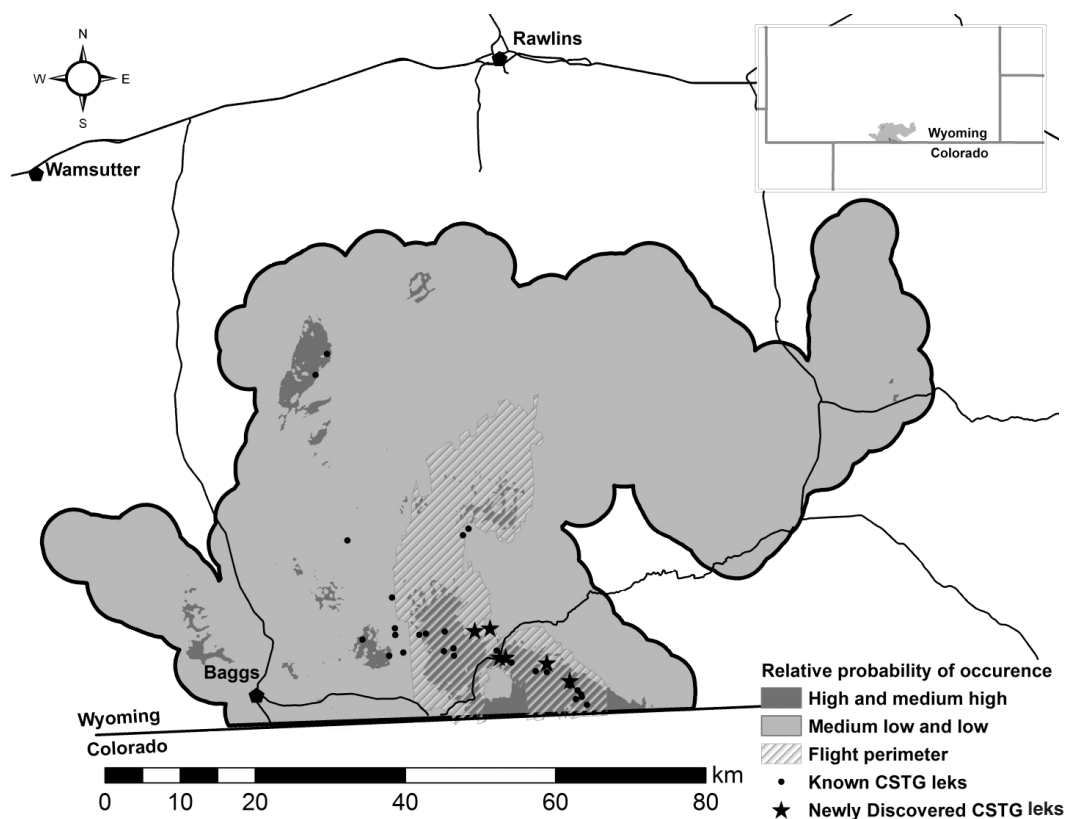 N
W E
S
Rawlins
Wamsutter
Wyoming
Colorado
Baggs
Wyoming
Colorado
Relative probability of occurence
High and medium high
Medium low and low
Flight perimeter
Known CSTG leks
Newly Discovered CSTG leks
km
0 10 20 40 60 80